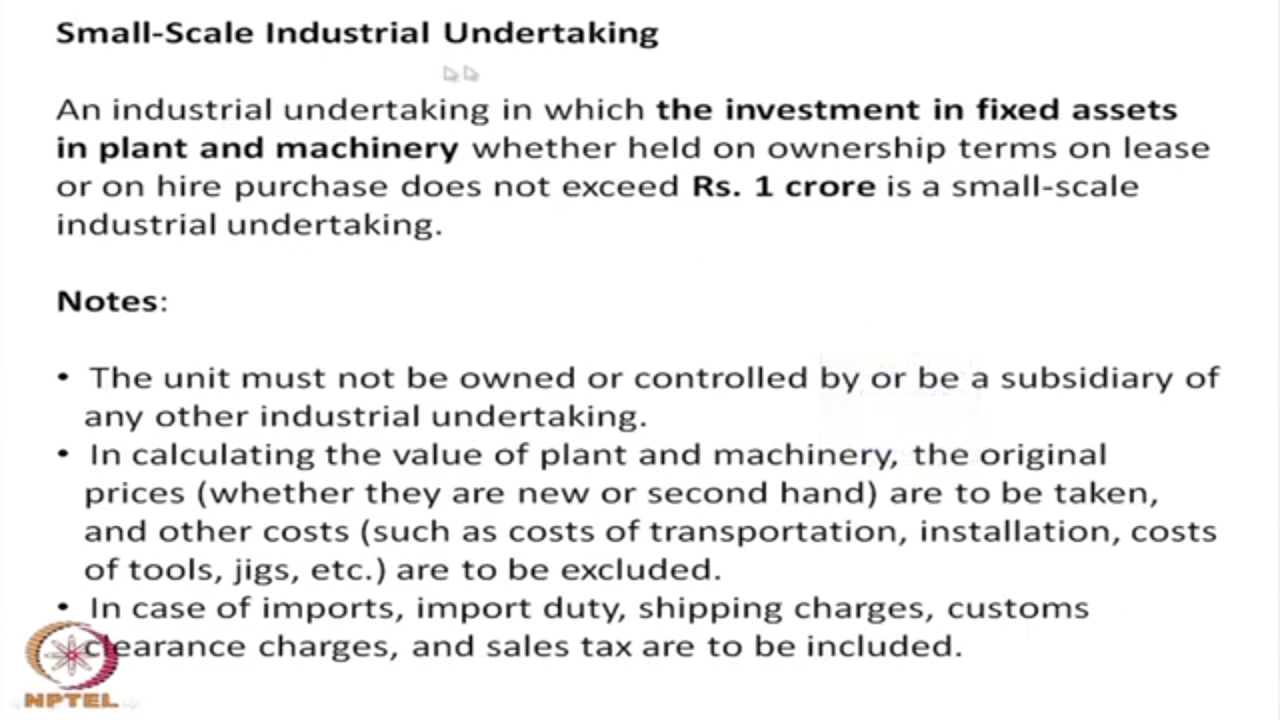 Small-Scale Industrial Undertaking
An industrial undertaking in which the investment in fixed assets
in plant and machinery whether held on ownership terms on lease
or on hire purchase does not exceed Rs. 1 crore is a small-scale
industrial undertaking.
Notes:
• The unit must not be owned or controlled by or be a subsidiary of
any other industrial undertaking.
• In calculating the value of plant and machinery, the original
prices (whether they are new or second hand) are to be taken,
and other costs (such as costs of transportation, installation, costs
of tools, jigs, etc.) are to be excluded.
• In case of imports, import duty, shipping charges, customs
clearance charges, and sales tax are to be included.
NPTEL